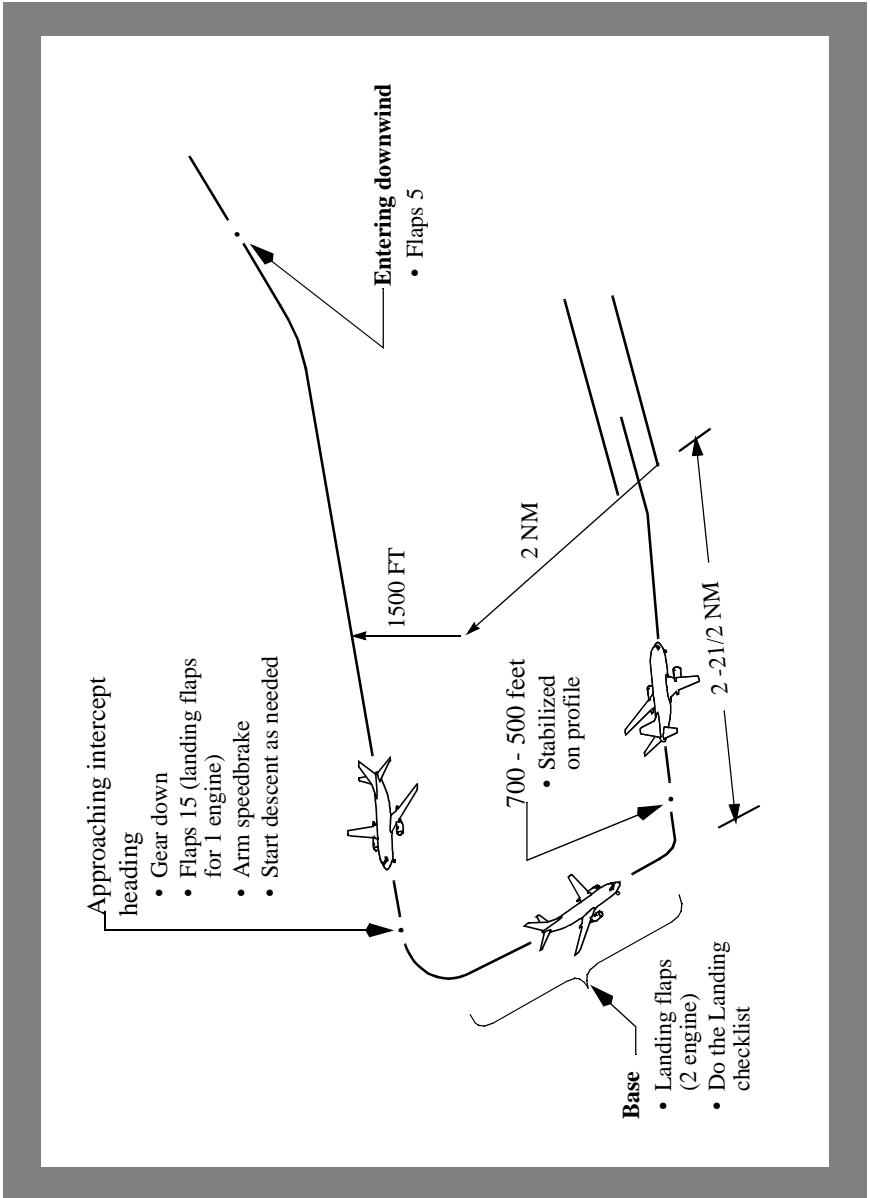 Approaching intercept
heading
• Gear down
• Flaps 15 (landing flaps
for 1 engine)
• Arm speedbrake
• Start descent as needed
1500 FT
Entering downwind
• Flaps 5
2 NM
700 - 500 feet
• Stabilized
on profile
2 -21/2 NM
Base
• Landing flaps
(2 engine)
• Do the Landing
checklist